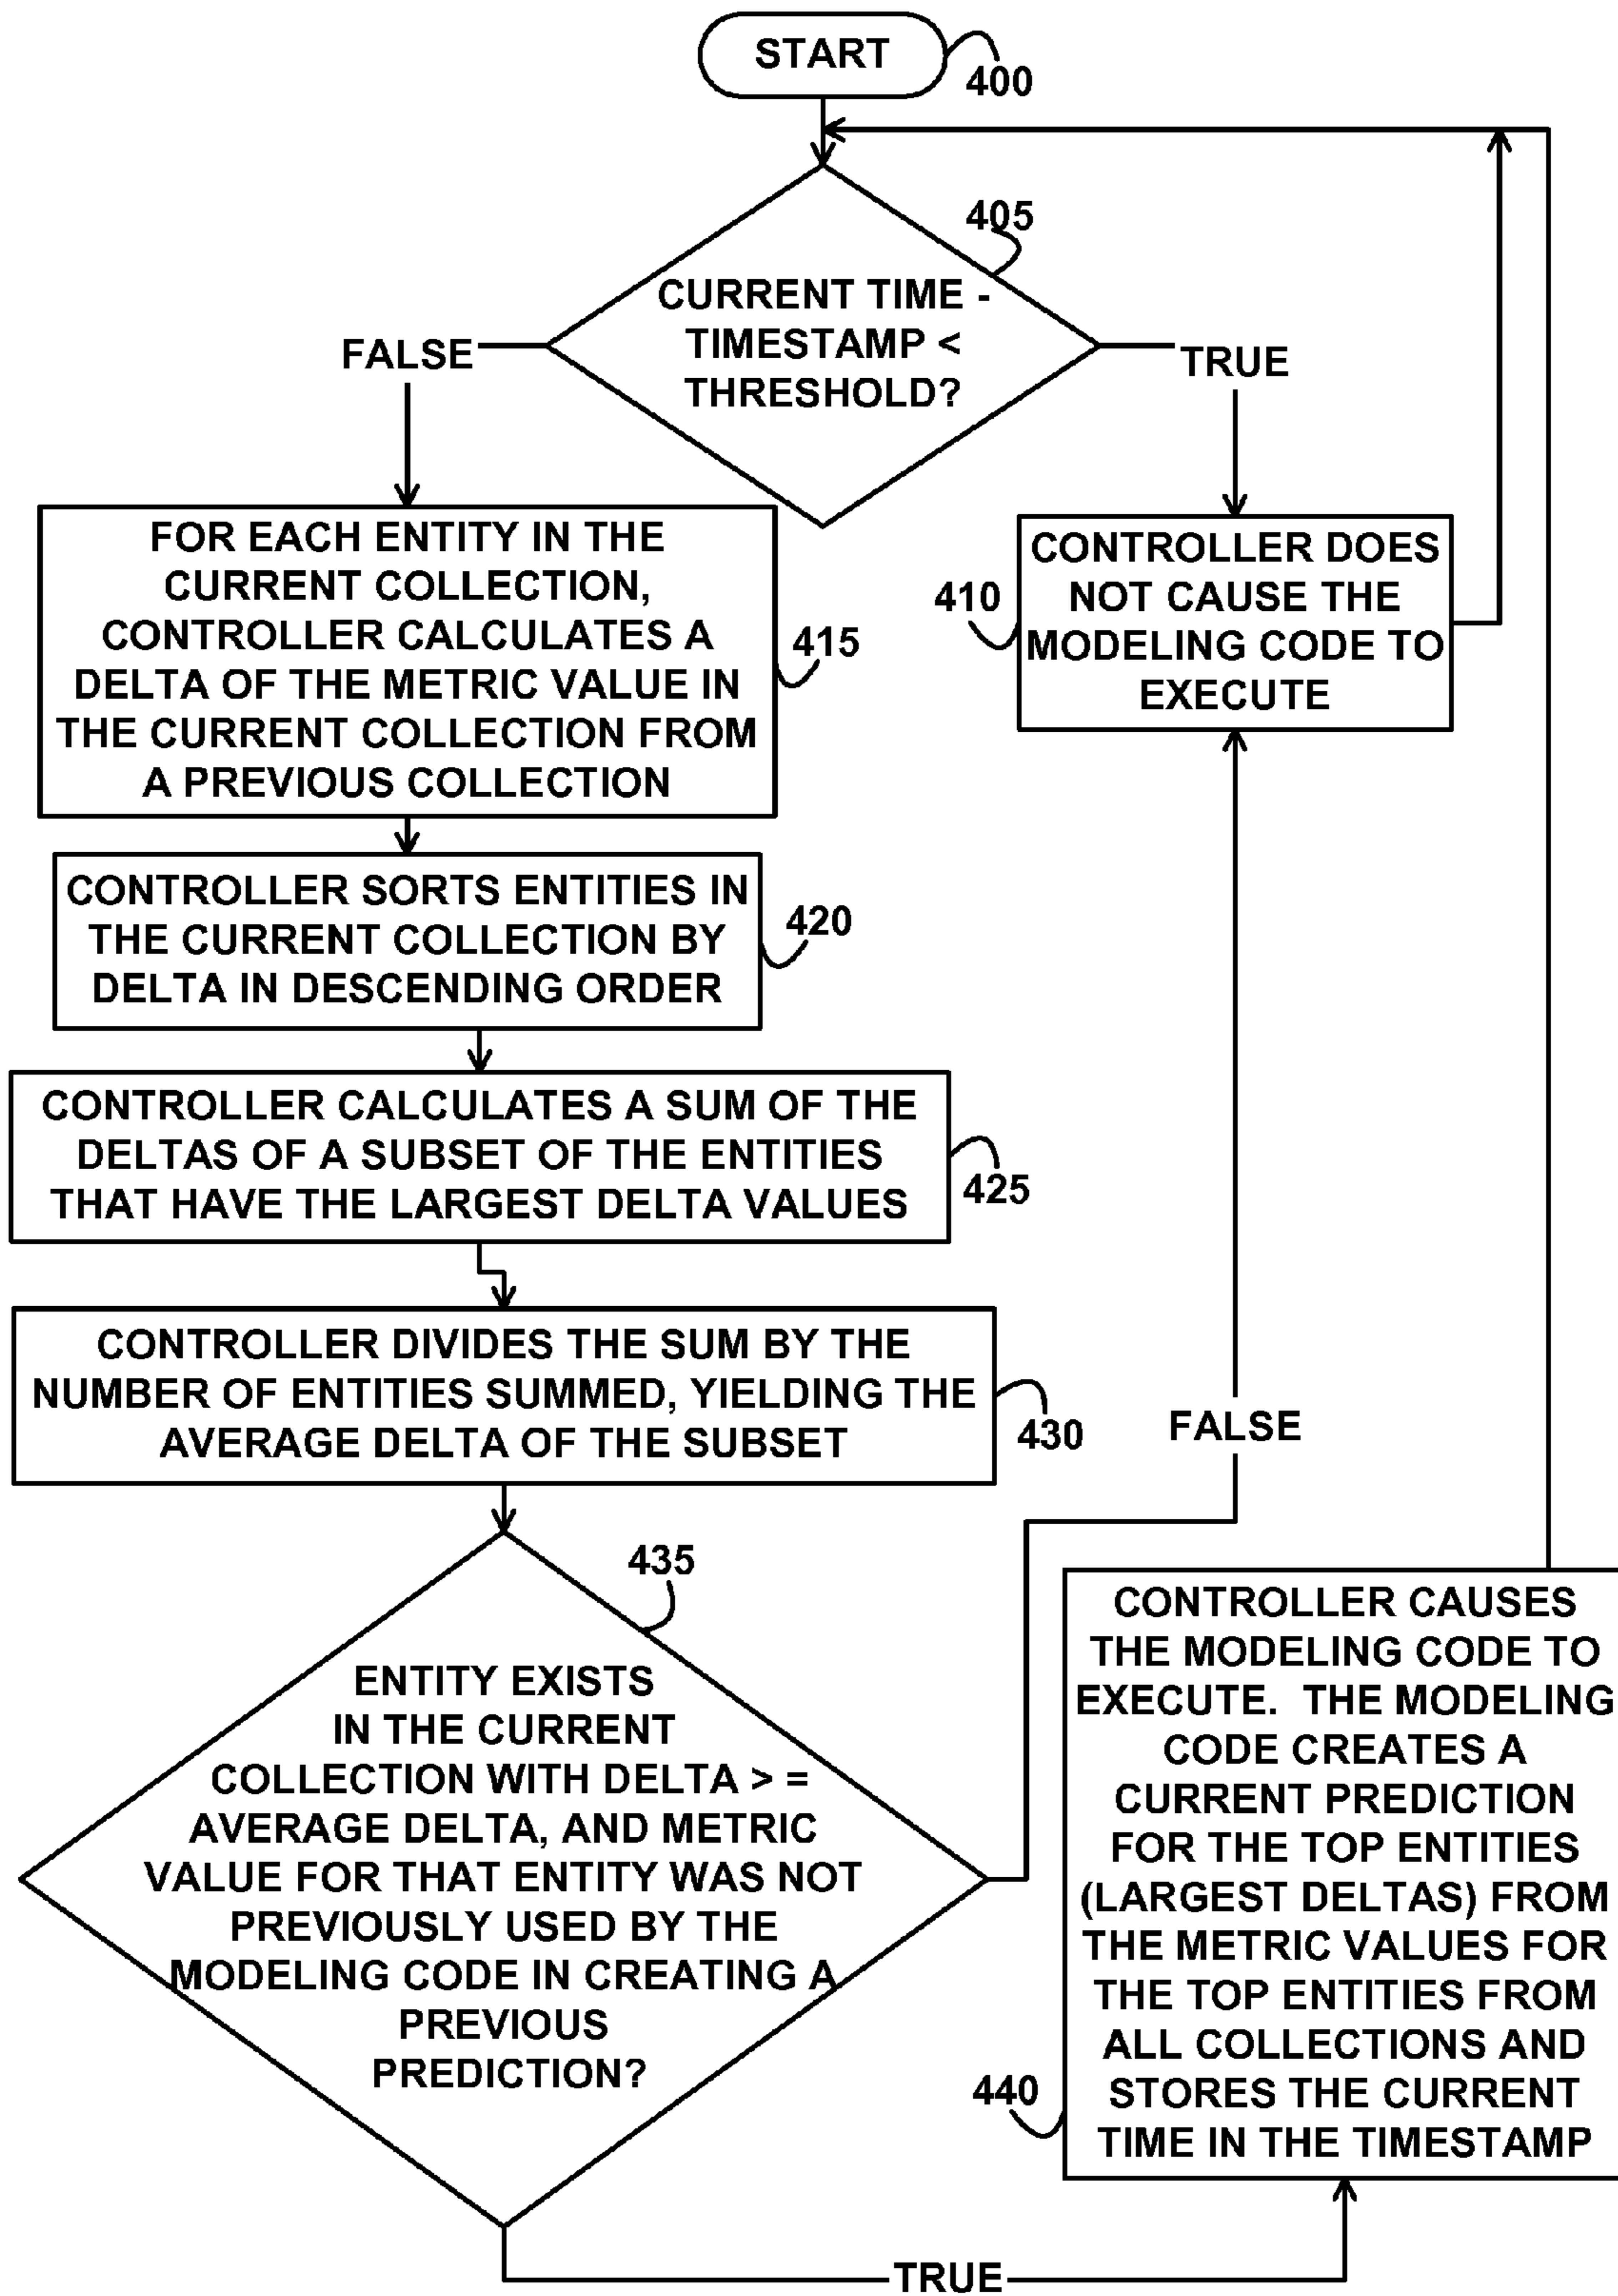 START
400
405
CURRENT TIME -
TIMESTAMP <
THRESHOLD?
FALSE
TRUE
FOR EACH ENTITY IN THE
CURRENT COLLECTION,
CONTROLLER CALCULATES A
DELTA OF THE METRIC VALUE IN
THE CURRENT COLLECTION FROM
A PREVIOUS COLLECTION
415
410
CONTROLLER DOES
NOT CAUSE THE
MODELING CODE TO
EXECUTE
CONTROLLER SORTS ENTITIES IN
THE CURRENT COLLECTION BY
DELTA IN DESCENDING ORDER
420
CONTROLLER CALCULATES A SUM OF THE
DELTAS OF A SUBSET OF THE ENTITIES
THAT HAVE THE LARGEST DELTA VALUES
425
CONTROLLER DIVIDES THE SUM BY THE
NUMBER OF ENTITIES SUMMED, YIELDING THE
AVERAGE DELTA OF THE SUBSET
430
FALSE
435
ENTITY EXISTS
IN THE CURRENT
COLLECTION WITH DELTA > =
AVERAGE DELTA, AND METRIC
VALUE FOR THAT ENTITY WAS NOT
PREVIOUSLY USED BY THE
MODELING CODE IN CREATING A
PREVIOUS
PREDICTION?
CONTROLLER CAUSES
THE MODELING CODE TO
EXECUTE. THE MODELING
CODE CREATES A
CURRENT PREDICTION
FOR THE TOP ENTITIES
(LARGEST DELTAS) FROM
THE METRIC VALUES FOR
THE TOP ENTITIES FROM
ALL COLLECTIONS AND
STORES THE CURRENT
TIME IN THE TIMESTAMP
440
TRUE